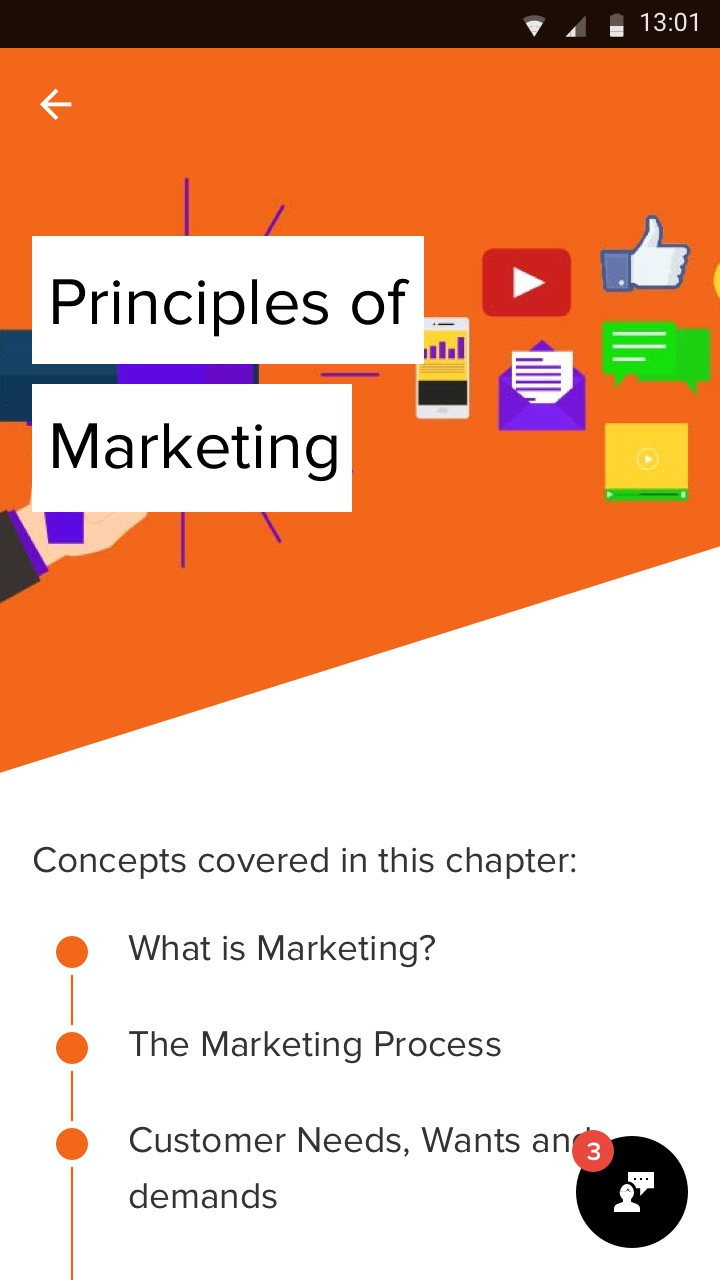 13:01
Principles of
Marketing
Concepts covered in this chapter:
What is Marketing?
The Marketing Process
Customer Needs, Wants and
demands
3